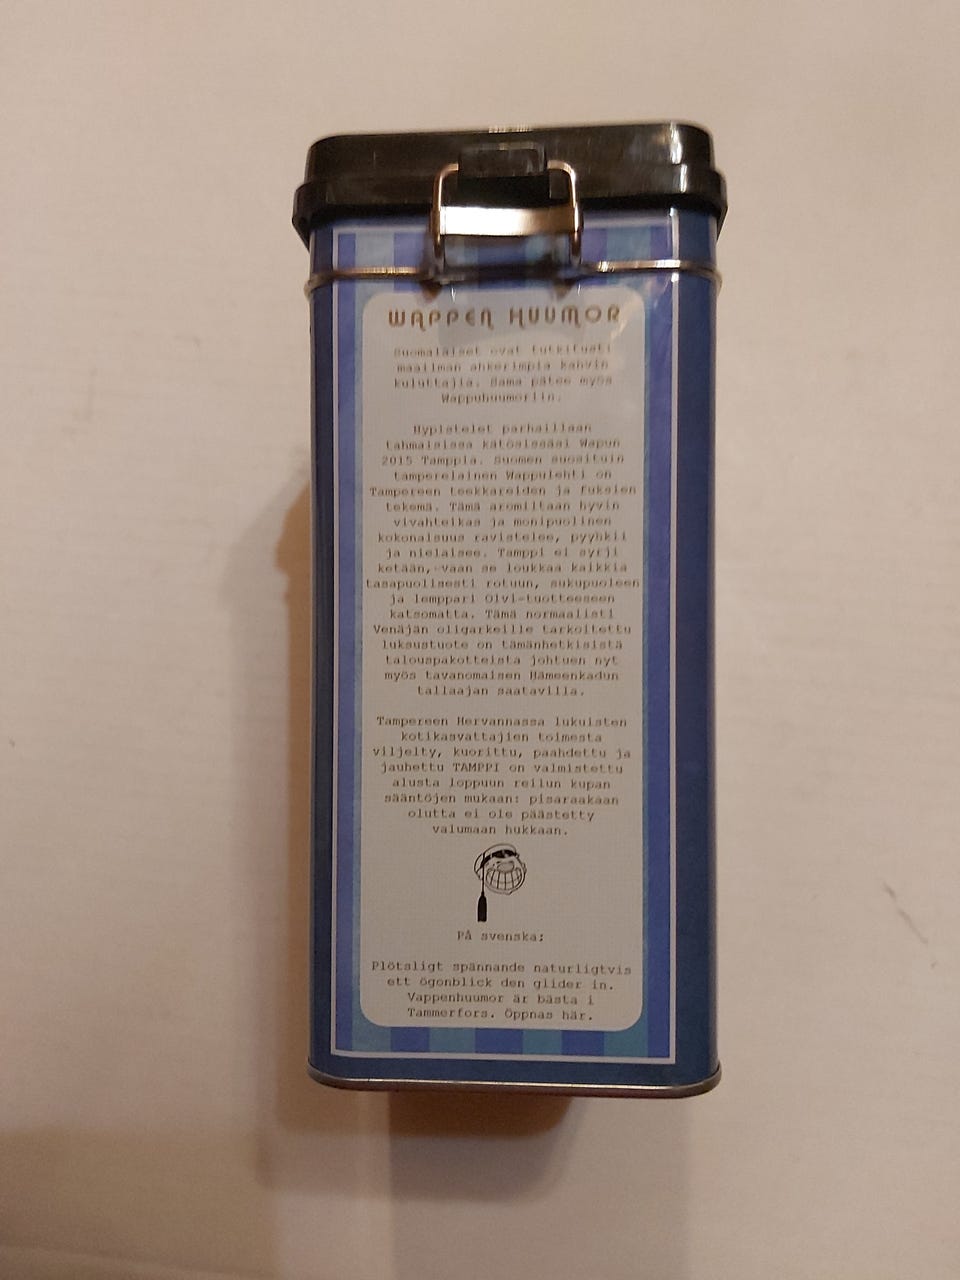 WAPPEN HUUMOR
Suomalaiset ovat tutkitusti
maailman ahkerimpia kahvin
kuluttajia. Sama pätee myös
Wappuhuumoriin.
Hypistelet parhaillaan
tahmaisissa kätösissäsi Wapun
2015 Tamppia. Suomen suosituin
tamperelainen Wappulehti on
Tampereen teekkareiden ja fuksien
tekemä. Tämä aromiltaan hyvin
vivahteikas ja monipuolinen
kokonaisuus ravistelee, pyyhkii
ja nielaisee. Tamppi ei syrji
ketään, vaan se loukkaa kaikkia
tasapuolisesti rotuun, sukupuoleen
ja lemppari Olvi-tuotteeseen
katsomatta. Tämä normaalisti
Venäjän oligarkeille tarkoitettu
luksustuote on tämänhetkisistä
talouspakotteista johtuen nyt
myös tavanomaisen Hämeenkadun
tallaajan saatavilla.
Tampereen Hervannassa lukuisten
kotikasvattajien toimesta
viljelty, kuorittu, paahdettu ja
jauhettu TAMPPI on valmistettu
alusta loppuun reilun kupan
sääntöjen mukaan: pisaraakaan
olutta ei ole päästetty
valumaan hukkaan.
På svenska:
Plötsligt spännande naturligtvis
ett ögonblick den glider in.
Vappenhuumor är bästa i
Tammerfors. Öppnas här.